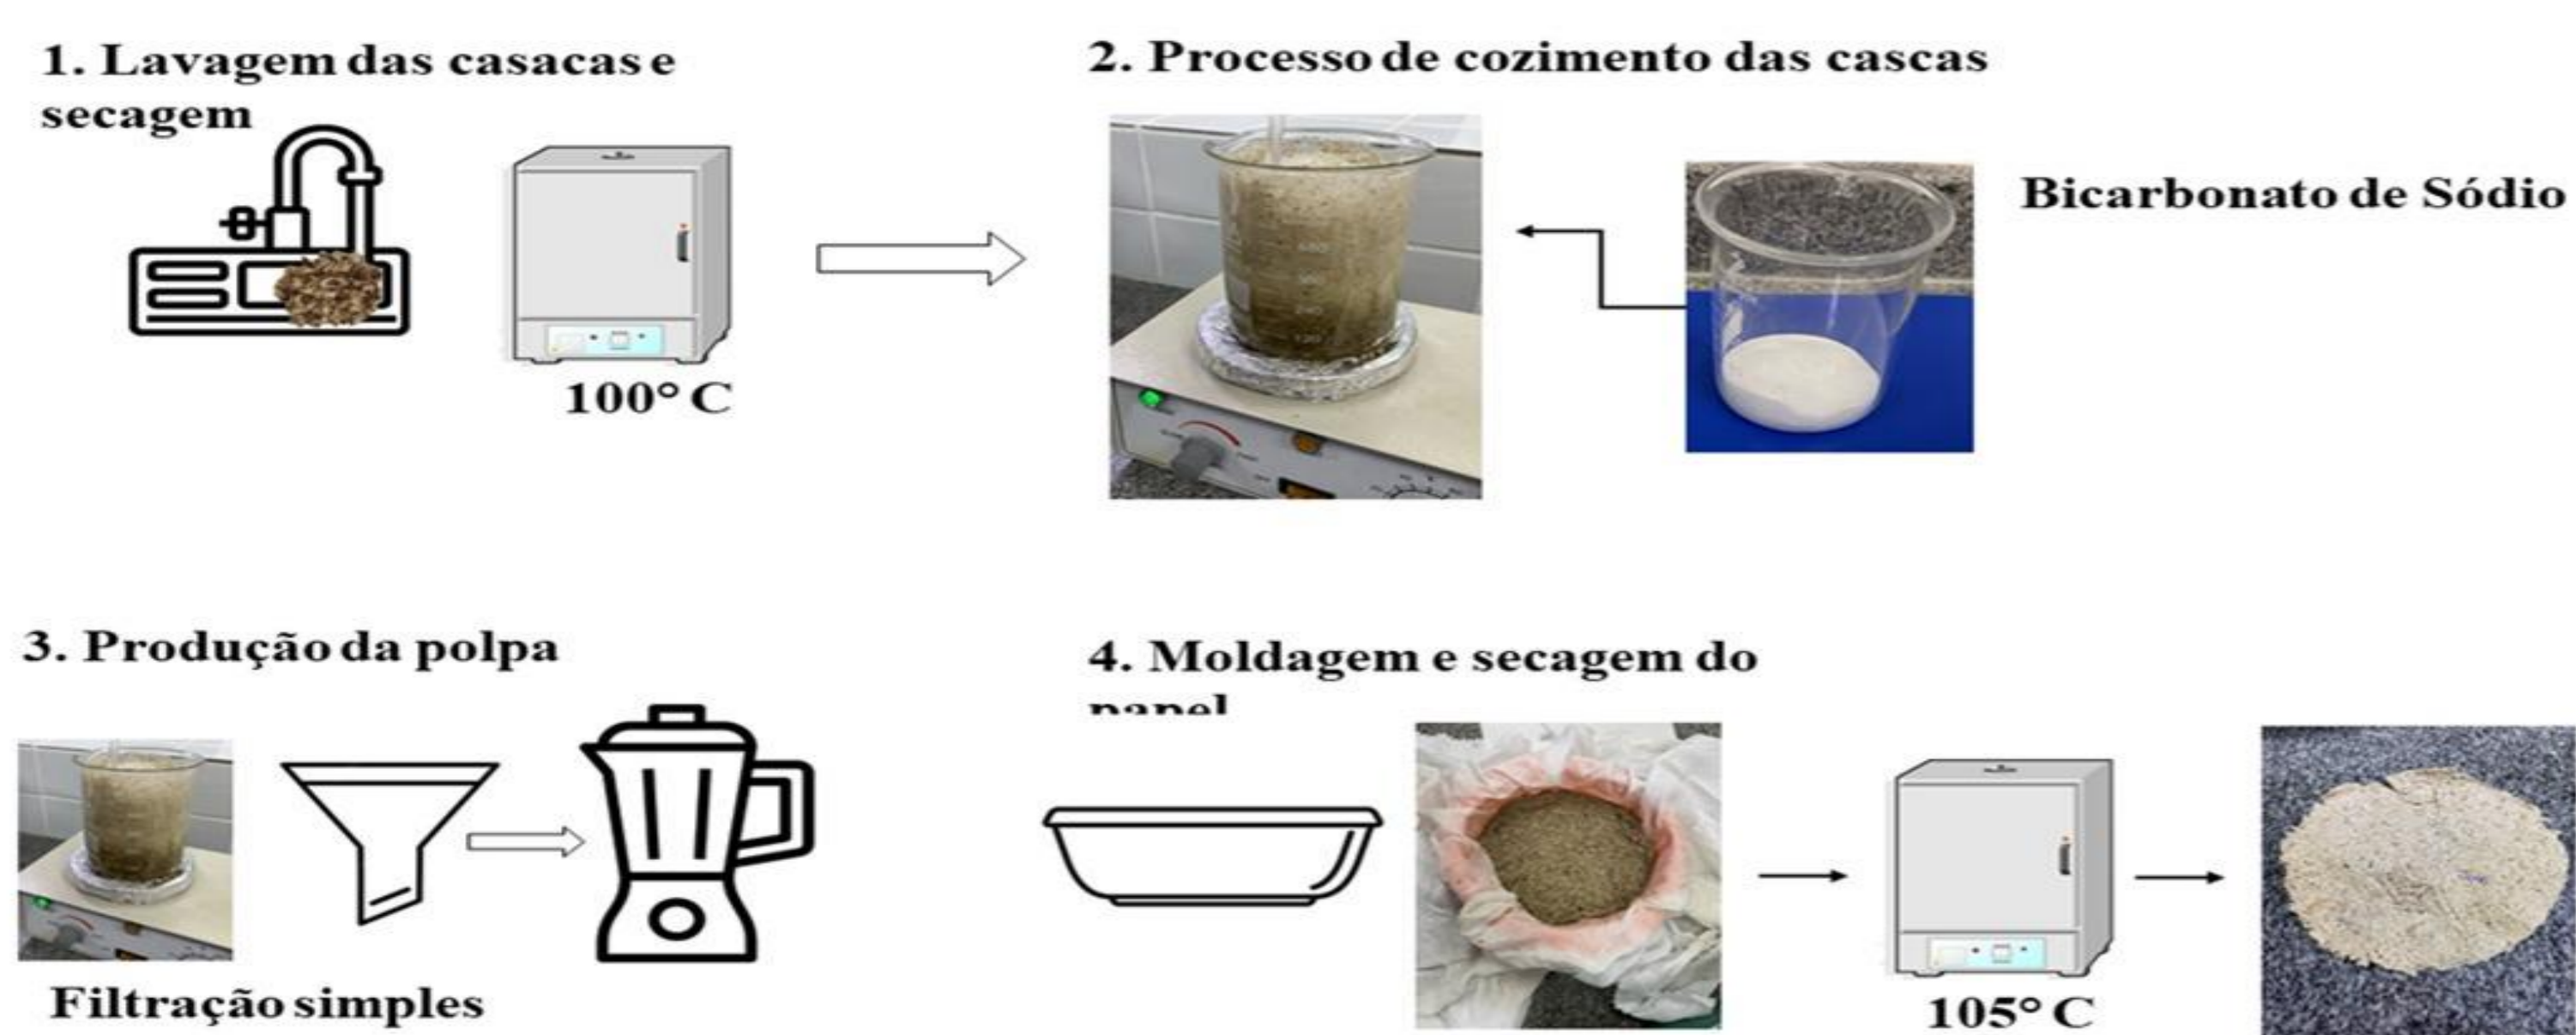 1. Lavagem das casacas e
secagem
100° C
2. Processo de cozimento das cascas
Bicarbonato de Sódio
3. Produção da polpa
Filtração simples
4. Moldagem e secagem do
papel
105° C